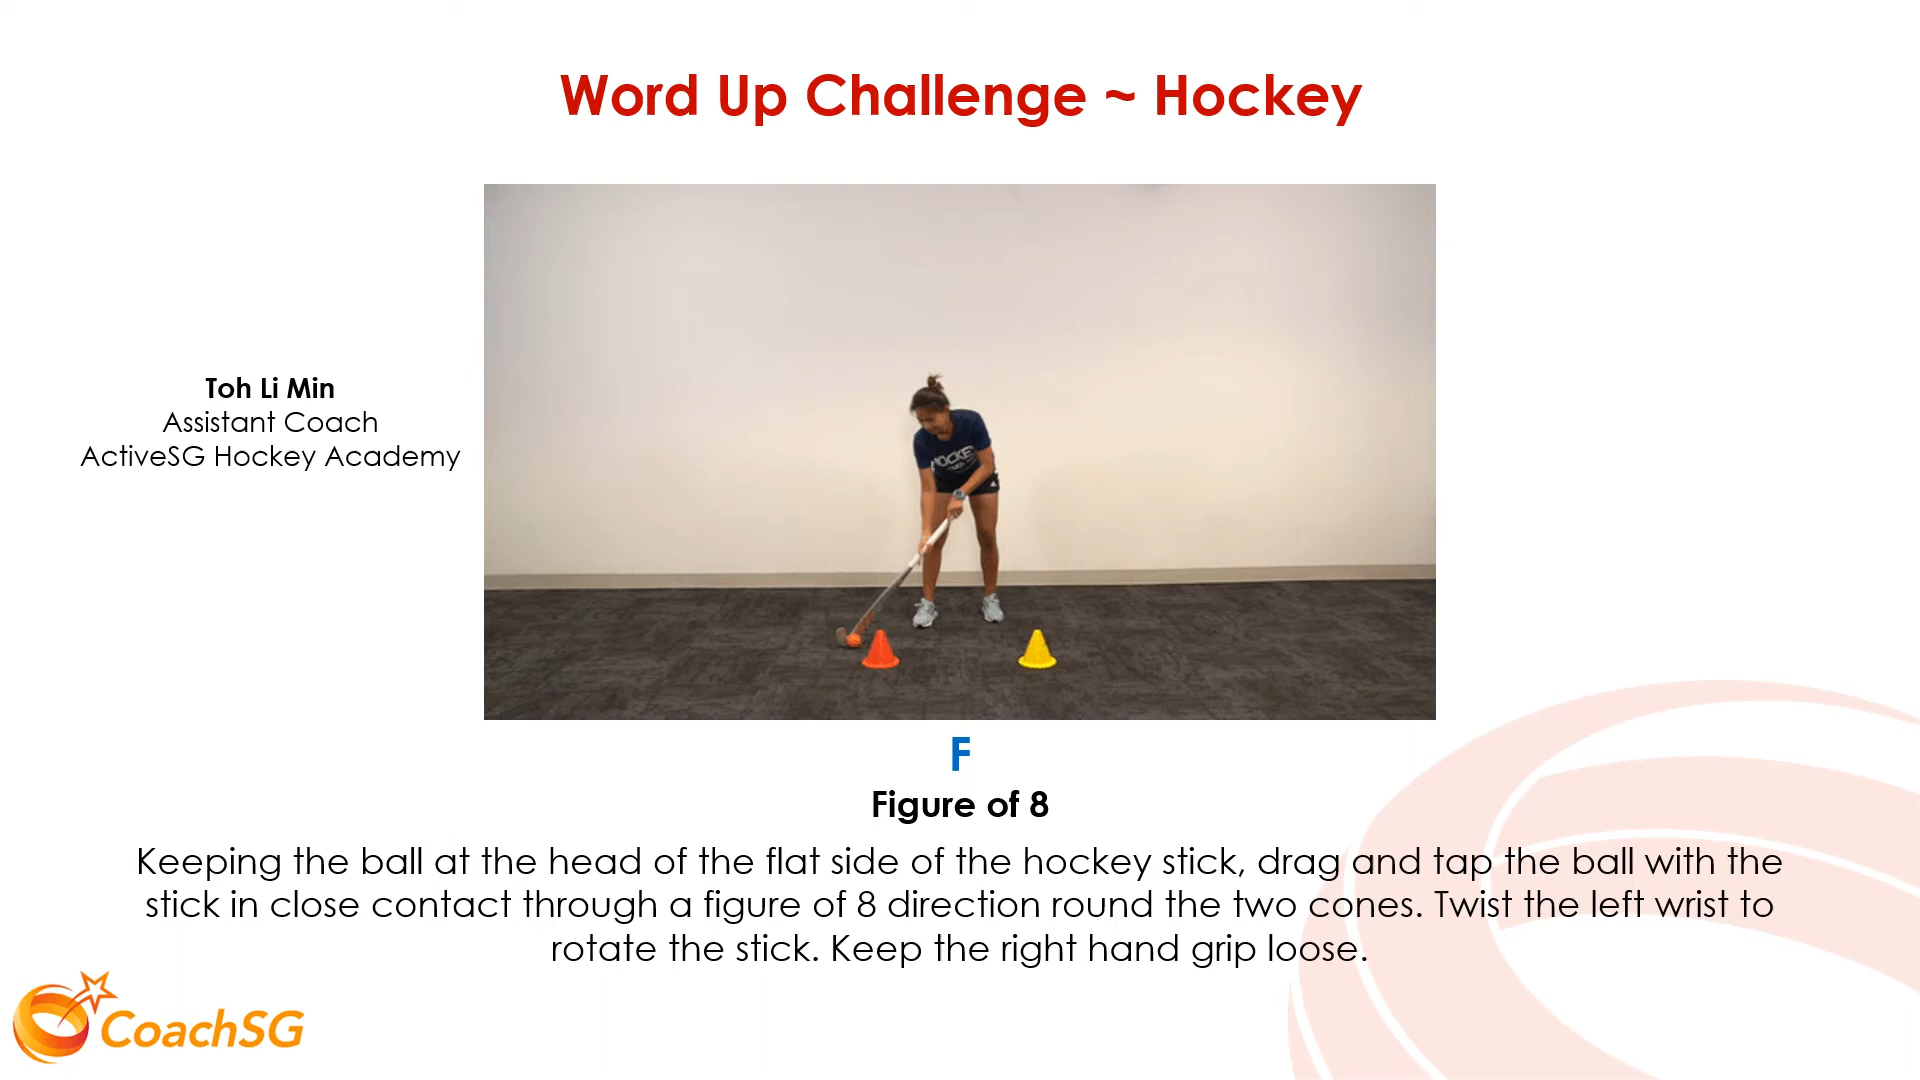 Word Up Challenge ~ Hockey
Toh Li Min
Assistant Coach
ActiveSG Hockey Academy
HOCKEY
F
Figure of 8
Keeping the ball at the head of the flat side of the hockey stick, drag and tap the ball with the
stick in close contact through a figure of 8 direction round the two cones. Twist the left wrist to
rotate the stick. Keep the right hand grip loose.
CoachSG